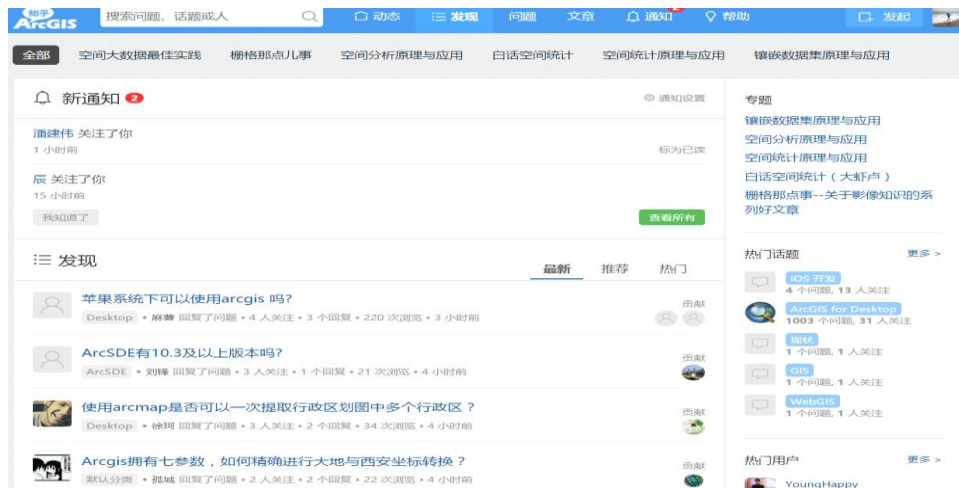 知乎
ArcGIS
搜索问题、话题或人
动态
发现
问题
文章
通知
帮助
发起
全部
空间大数据最佳实践
栅格那点儿事
空间分析原理与应用
白话空间统计
空间统计原理与应用
镶嵌数据集原理与应用
新通知 2
通知设置
潘建伟 关注了你
1 小时前
标为已读
辰 关注了你
15 小时前
我知道了
查看所有
发现
最新
推荐
热门
苹果系统下可以使用arcgis 吗?
Desktop • 麻蓉 回复了问题 • 4 人关注 • 3 个回复 • 220 次浏览 • 3 小时前
贡献
ArcSDE有10.3及以上版本吗?
ArcSDE • 刘锋 回复了问题 • 3 人关注 • 1 个回复 • 21 次浏览 • 4 小时前
贡献
使用arcmap是否可以一次提取行政区划图中多个行政区？
Desktop • 徐珂 回复了问题 • 3 人关注 • 2 个回复 • 34 次浏览 • 4 小时前
贡献
Arcgis拥有七参数，如何精确进行大地与西安坐标转换？
默认分类 • 孤城 回复了问题 • 2 人关注 • 2 个回复 • 22 次浏览 • 4 小时前
贡献
专题
镶嵌数据集原理与应用
空间分析原理与应用
空间统计原理与应用
白话空间统计（大虾卢）
栅格那点事--关于影像知识的系
列好文章
热门话题
更多 >
iOS 开发
4 个问题, 13 人关注
ArcGIS for Desktop
1003 个问题, 31 人关注
现状
1 个问题, 1 人关注
GIS
1 个问题, 1 人关注
WebGIS
1 个问题, 1 人关注
热门用户
更多 >
YoungHappy